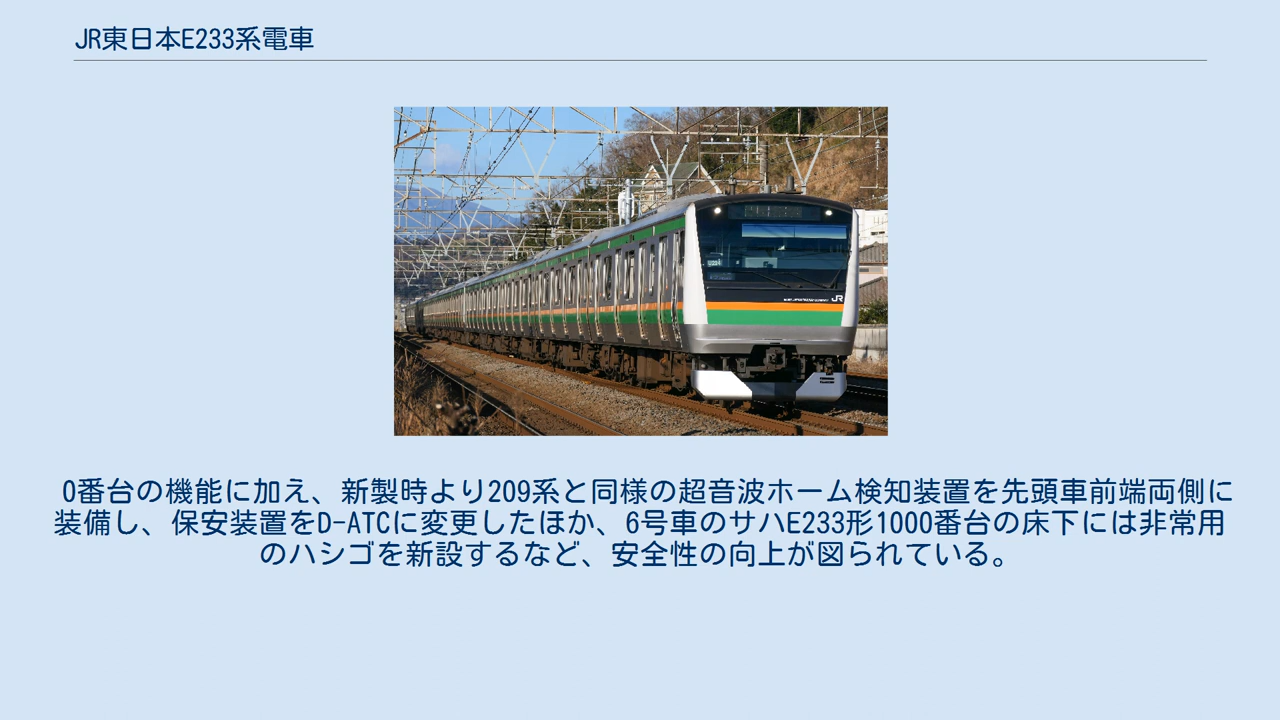 JR東日本E233系電車
JR
0番台の機能に加え、新製時より209系と同様の超音波ホーム検知装置を先頭車前端両側に
装備し、保安装置をD-ATCに変更したほか、6号車のサハE233形1000番台の床下には非常用
のハシゴを新設するなど、安全性の向上が図られている。